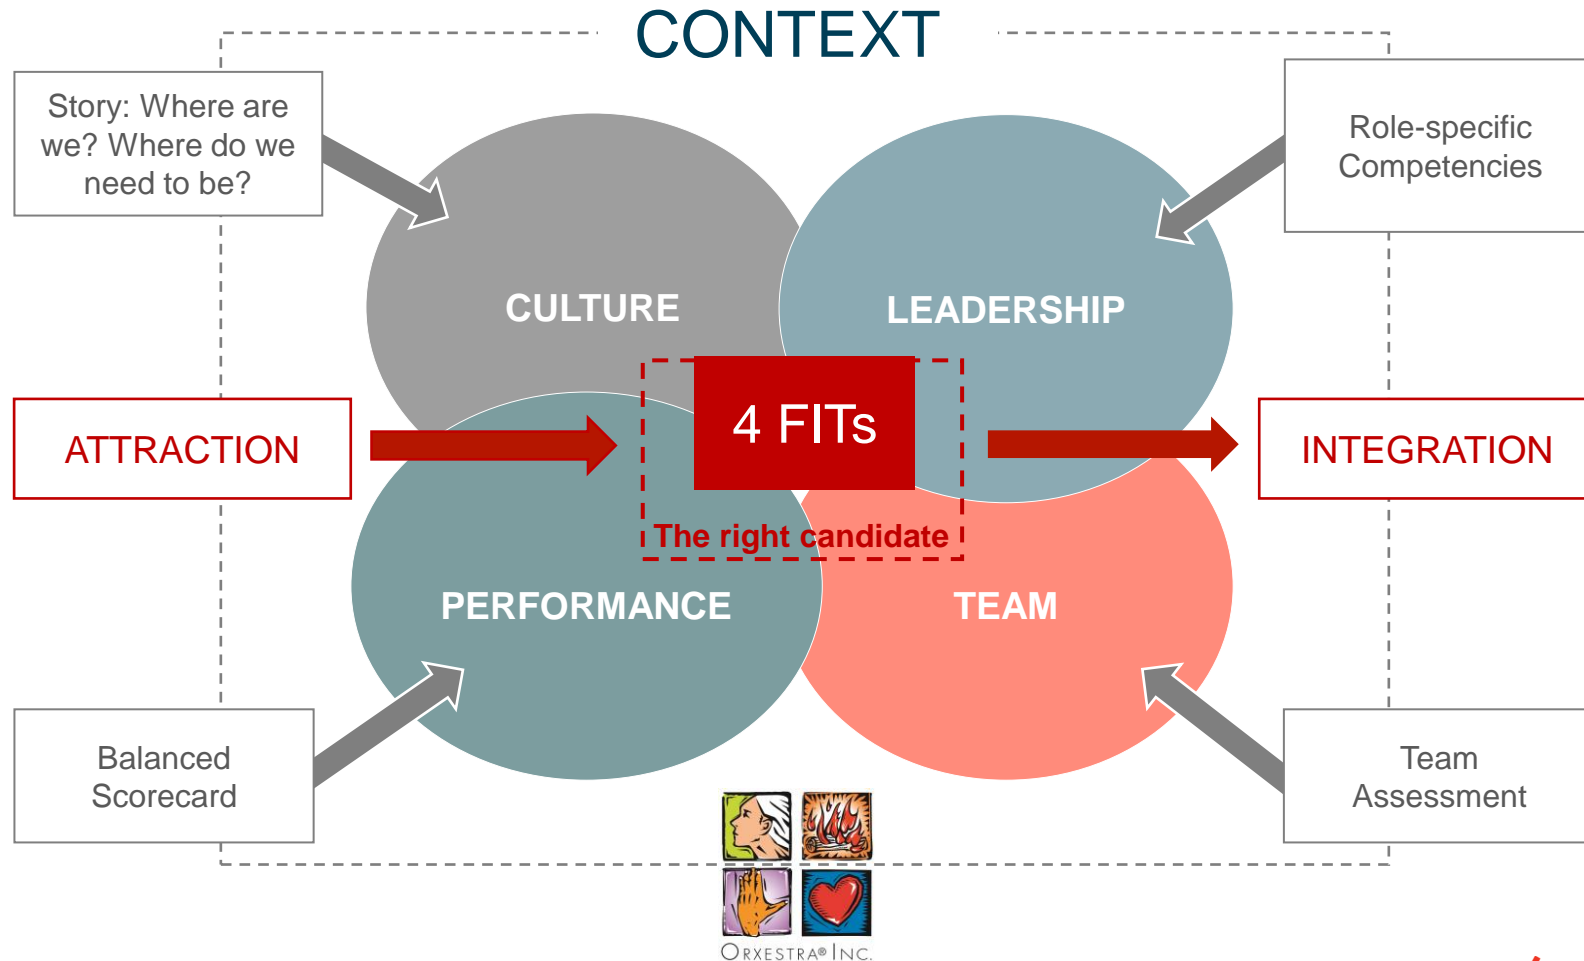 CONTEXT
Story: Where are
we? Where do we
need to be?
Role-specific
Competencies
CULTURE
LEADERSHIP
ATTRACTION
4 FITs
INTEGRATION
The right candidate
PERFORMANCE
TEAM
Balanced
Scorecard
Team
Assessment
ORXESTRA® INC.